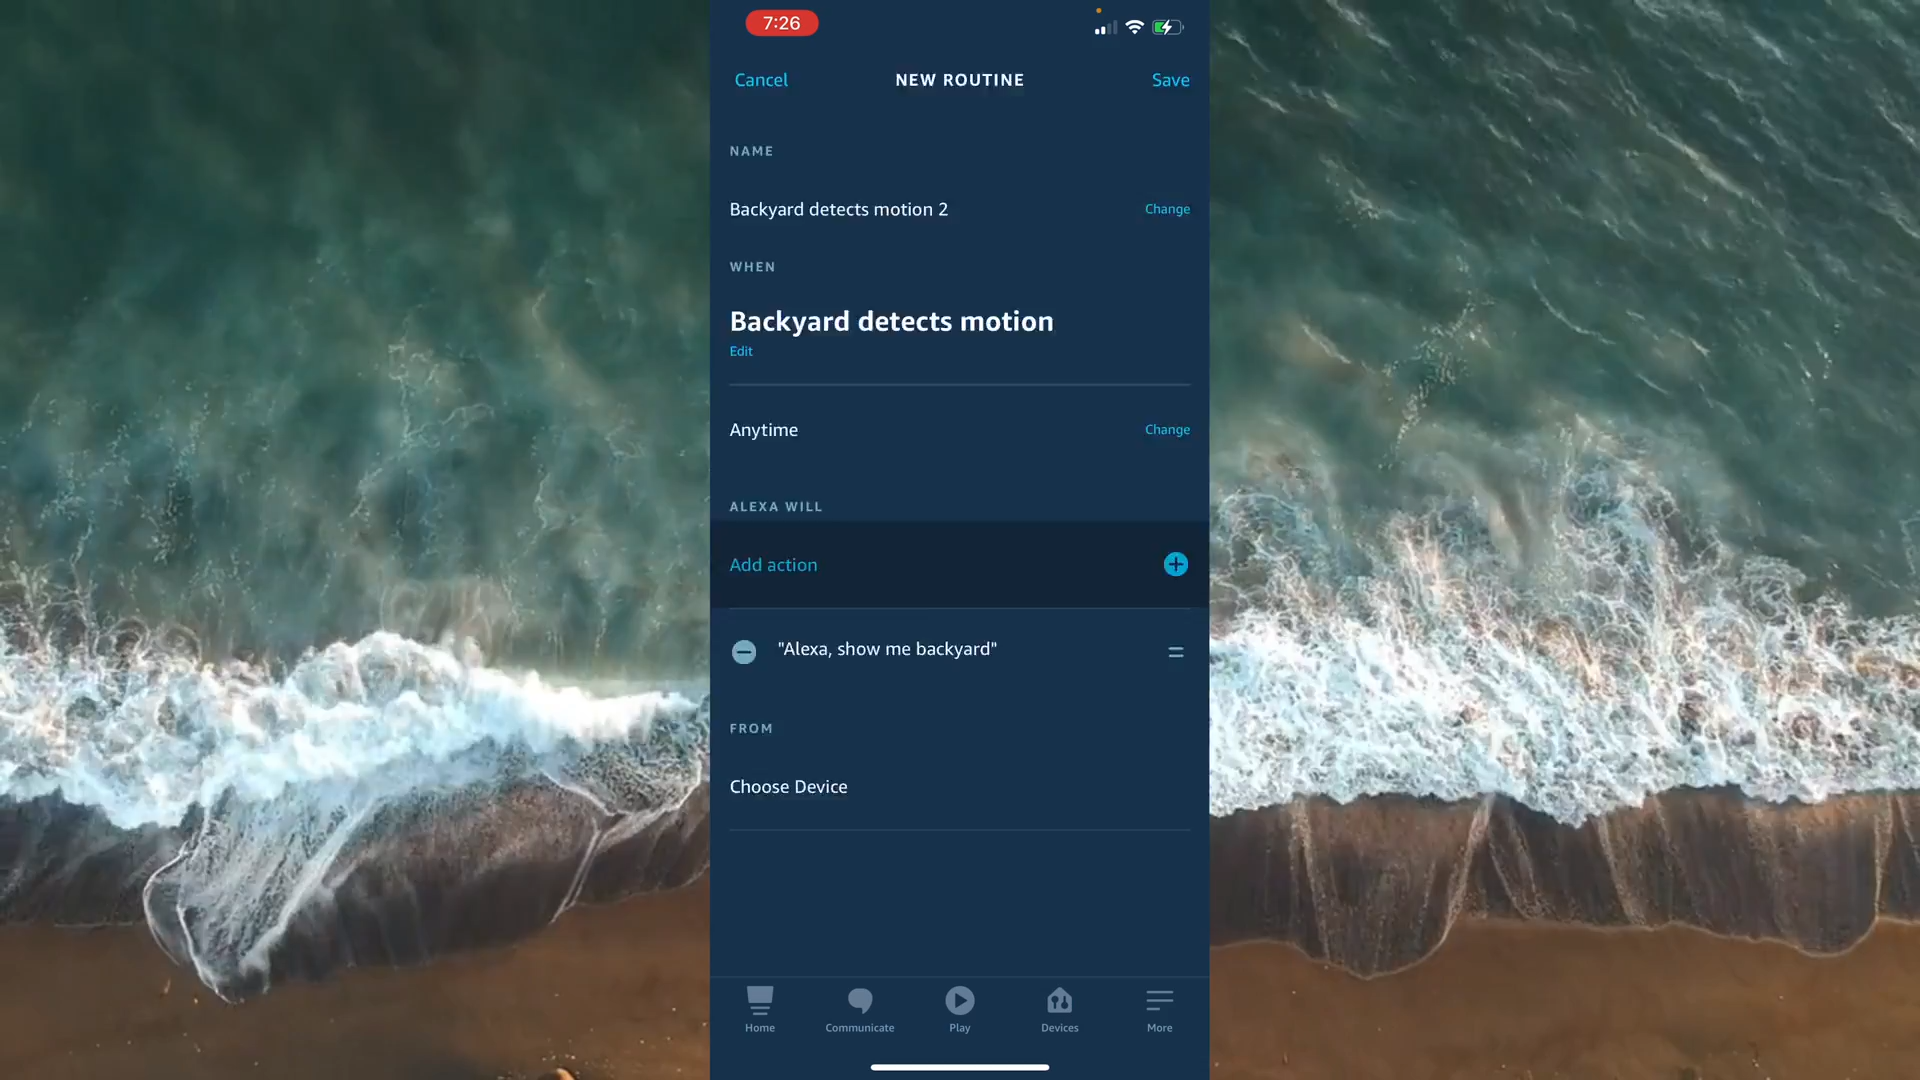 7:26
Cancel NEW ROUTINE Save
NAME
Backyard detects motion 2 Change
WHEN
Backyard detects motion
Edit
Anytime Change
ALEXA WILL
Add action
"Alexa, show me backyard"
FROM
Choose Device
Home Communicate Play Devices More